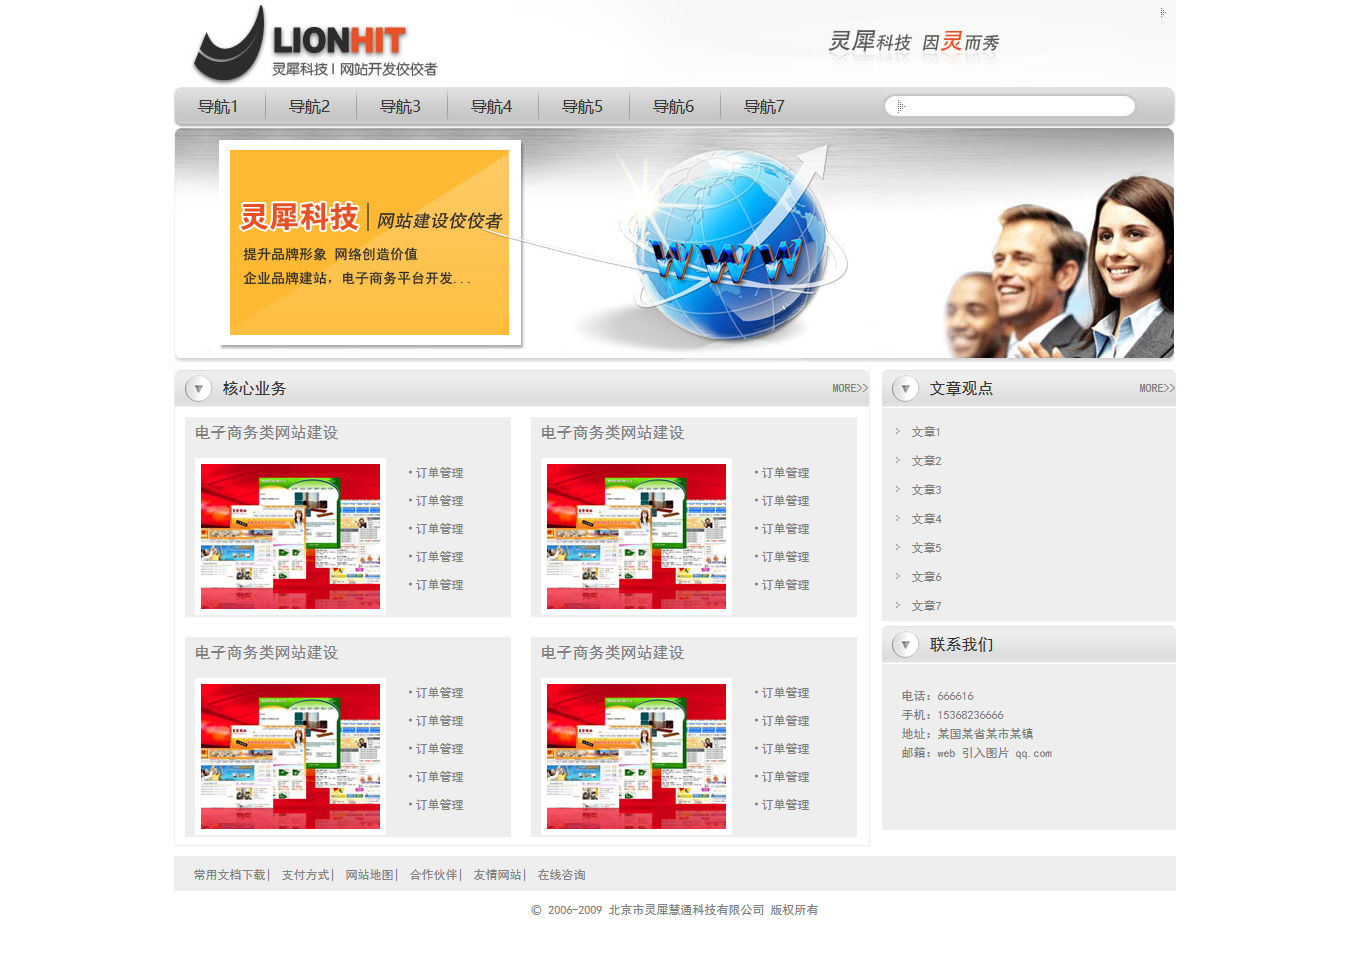 LIONHIT
灵犀科技 | 网站开发佼佼者
灵犀科技 因灵而秀
导航1 导航2 导航3 导航4 导航5 导航6 导航7
灵犀科技 | 网站建设佼佼者
提升品牌形象 网络创造价值
企业品牌建站，电子商务平台开发...
WWW
核心业务 MORE>>
电子商务类网站建设
• 订单管理
• 订单管理
• 订单管理
• 订单管理
• 订单管理
电子商务类网站建设
• 订单管理
• 订单管理
• 订单管理
• 订单管理
• 订单管理
电子商务类网站建设
• 订单管理
• 订单管理
• 订单管理
• 订单管理
• 订单管理
电子商务类网站建设
• 订单管理
• 订单管理
• 订单管理
• 订单管理
• 订单管理
文章观点 MORE>>
文章1
文章2
文章3
文章4
文章5
文章6
文章7
联系我们
电话：666616
手机：15368236666
地址：某国某省某市某镇
邮箱：web 引入图片 qq.com
常用文档下载| 支付方式| 网站地图| 合作伙伴| 友情网站| 在线咨询
© 2006-2009 北京市灵犀慧通科技有限公司 版权所有